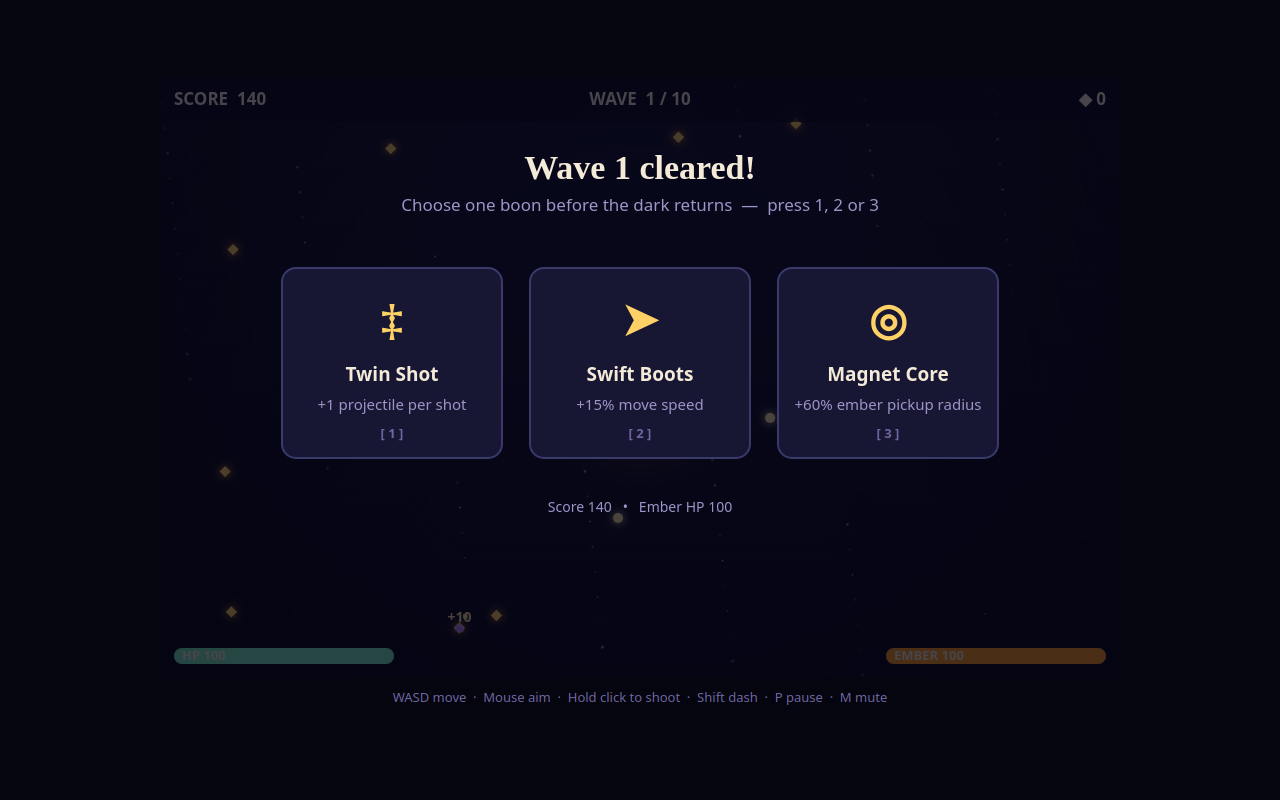 SCORE 140 WAVE 1 / 10 ◆ 0
Wave 1 cleared!
Choose one boon before the dark returns — press 1, 2 or 3
Twin Shot
+1 projectile per shot
[ 1 ]
Swift Boots
+15% move speed
[ 2 ]
Magnet Core
+60% ember pickup radius
[ 3 ]
Score 140 • Ember HP 100
+10
HP 100
EMBER 100
WASD move · Mouse aim · Hold click to shoot · Shift dash · P pause · M mute